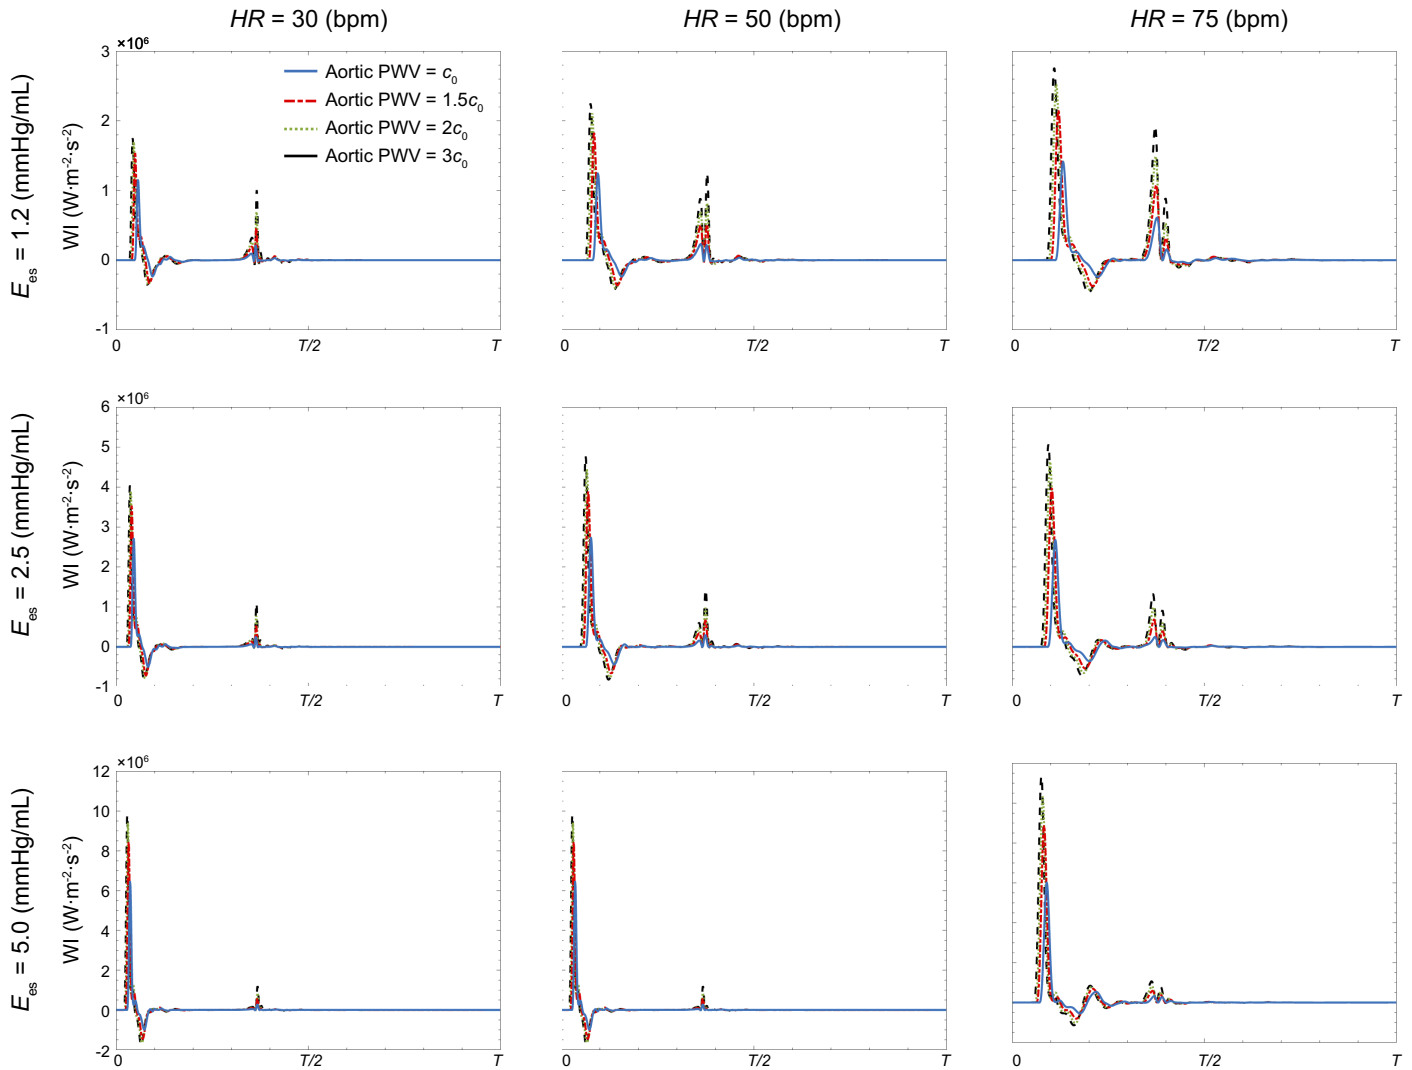 HR = 30 (bpm)
HR = 50 (bpm)
HR = 75 (bpm)
E_es = 1.2 (mmHg/mL)
WI (W·m⁻²·s⁻²)
×10⁶
3
2
1
0
-1
Aortic PWV = c₀
Aortic PWV = 1.5c₀
Aortic PWV = 2c₀
Aortic PWV = 3c₀
0 T/2 T
0 T/2 T
0 T/2 T
E_es = 2.5 (mmHg/mL)
WI (W·m⁻²·s⁻²)
×10⁶
6
5
4
3
2
1
0
-1
0 T/2 T
0 T/2 T
0 T/2 T
E_es = 5.0 (mmHg/mL)
WI (W·m⁻²·s⁻²)
×10⁶
12
10
8
6
4
2
0
-2
0 T/2 T
0 T/2 T
0 T/2 T